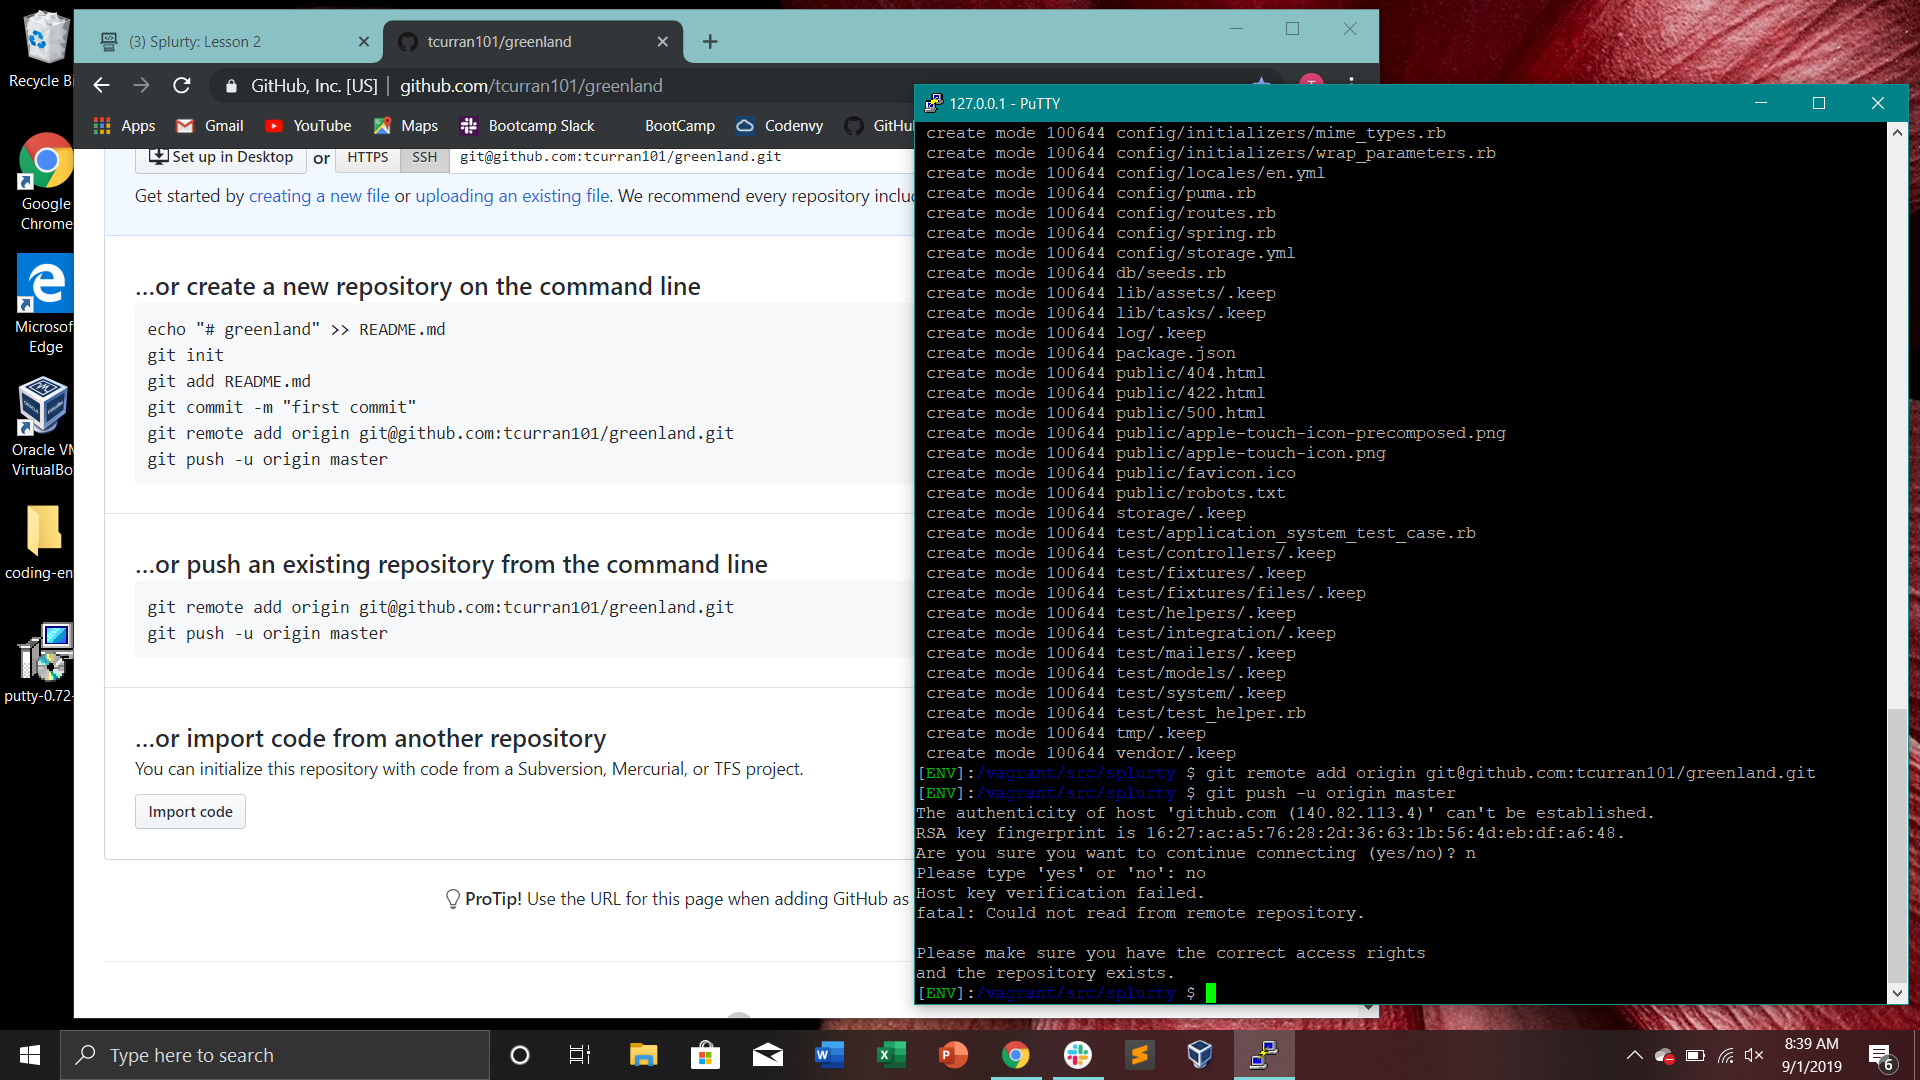 Recycle Bi
Google
Chrome
Microsof
Edge
Oracle VM
VirtualBo
coding-en
putty-0.72-
(3) Splurty: Lesson 2
tcurran101/greenland
GitHub, Inc. [US] | github.com/tcurran101/greenland
Apps
Gmail
YouTube
Maps
Bootcamp Slack
BootCamp
Codenvy
GitHu
Set up in Desktop or HTTPS SSH git@github.com:tcurran101/greenland.git
Get started by creating a new file or uploading an existing file. We recommend every repository inclu
...or create a new repository on the command line
echo "# greenland" >> README.md
git init
git add README.md
git commit -m "first commit"
git remote add origin git@github.com:tcurran101/greenland.git
git push -u origin master
...or push an existing repository from the command line
git remote add origin git@github.com:tcurran101/greenland.git
git push -u origin master
...or import code from another repository
You can initialize this repository with code from a Subversion, Mercurial, or TFS project.
Import code
ProTip! Use the URL for this page when adding GitHub as
127.0.0.1 - PuTTY
create mode 100644 config/initializers/mime_types.rb
create mode 100644 config/initializers/wrap_parameters.rb
create mode 100644 config/locales/en.yml
create mode 100644 config/puma.rb
create mode 100644 config/routes.rb
create mode 100644 config/spring.rb
create mode 100644 config/storage.yml
create mode 100644 db/seeds.rb
create mode 100644 lib/assets/.keep
create mode 100644 lib/tasks/.keep
create mode 100644 log/.keep
create mode 100644 package.json
create mode 100644 public/404.html
create mode 100644 public/422.html
create mode 100644 public/500.html
create mode 100644 public/apple-touch-icon-precomposed.png
create mode 100644 public/apple-touch-icon.png
create mode 100644 public/favicon.ico
create mode 100644 public/robots.txt
create mode 100644 storage/.keep
create mode 100644 test/application_system_test_case.rb
create mode 100644 test/controllers/.keep
create mode 100644 test/fixtures/.keep
create mode 100644 test/fixtures/files/.keep
create mode 100644 test/helpers/.keep
create mode 100644 test/integration/.keep
create mode 100644 test/mailers/.keep
create mode 100644 test/models/.keep
create mode 100644 test/system/.keep
create mode 100644 test/test_helper.rb
create mode 100644 tmp/.keep
create mode 100644 vendor/.keep
[ENV]:/vagrant/src/splurty $ git remote add origin git@github.com:tcurran101/greenland.git
[ENV]:/vagrant/src/splurty $ git push -u origin master
The authenticity of host 'github.com (140.82.113.4)' can't be established.
RSA key fingerprint is 16:27:ac:a5:76:28:2d:36:63:1b:56:4d:eb:df:a6:48.
Are you sure you want to continue connecting (yes/no)? n
Please type 'yes' or 'no': no
Host key verification failed.
fatal: Could not read from remote repository.
Please make sure you have the correct access rights
and the repository exists.
[ENV]:/vagrant/src/splurty $
Type here to search
8:39 AM
9/1/2019
6